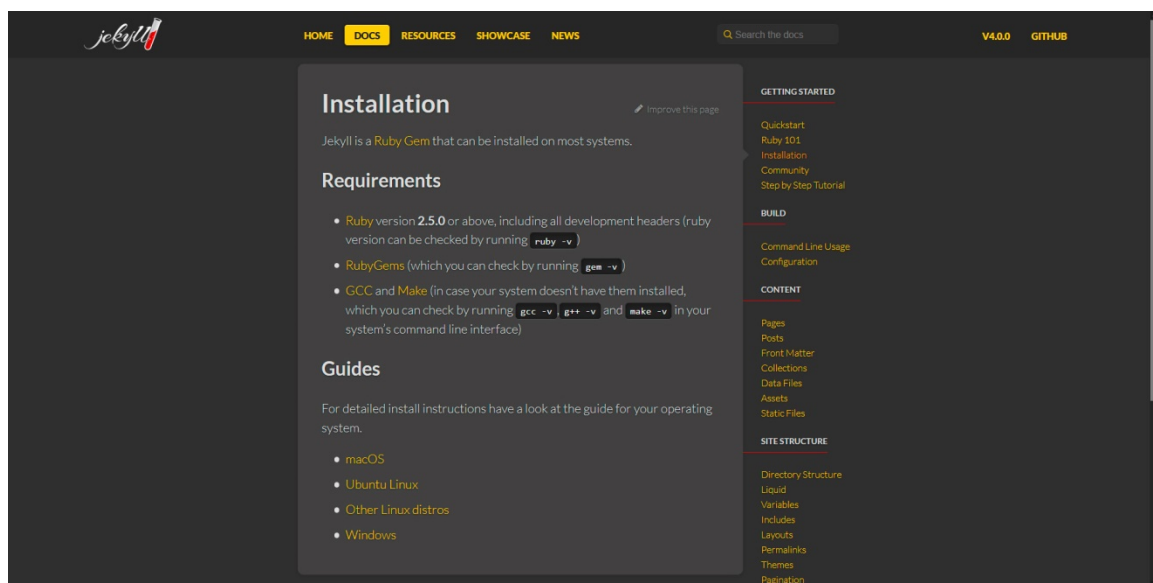 jekyll
HOME DOCS RESOURCES SHOWCASE NEWS
Search the docs
V4.0.0 GITHUB
Installation
Improve this page
Jekyll is a Ruby Gem that can be installed on most systems.
Requirements
• Ruby version 2.5.0 or above, including all development headers (ruby
version can be checked by running ruby -v )
• RubyGems (which you can check by running gem -v )
• GCC and Make (in case your system doesn’t have them installed,
which you can check by running gcc -v , g++ -v and make -v in your
system’s command line interface)
Guides
For detailed install instructions have a look at the guide for your operating
system.
• macOS
• Ubuntu Linux
• Other Linux distros
• Windows
GETTING STARTED
Quickstart
Ruby 101
Installation
Community
Step by Step Tutorial
BUILD
Command Line Usage
Configuration
CONTENT
Pages
Posts
Front Matter
Collections
Data Files
Assets
Static Files
SITE STRUCTURE
Directory Structure
Liquid
Variables
Includes
Layouts
Permalinks
Themes
Pagination